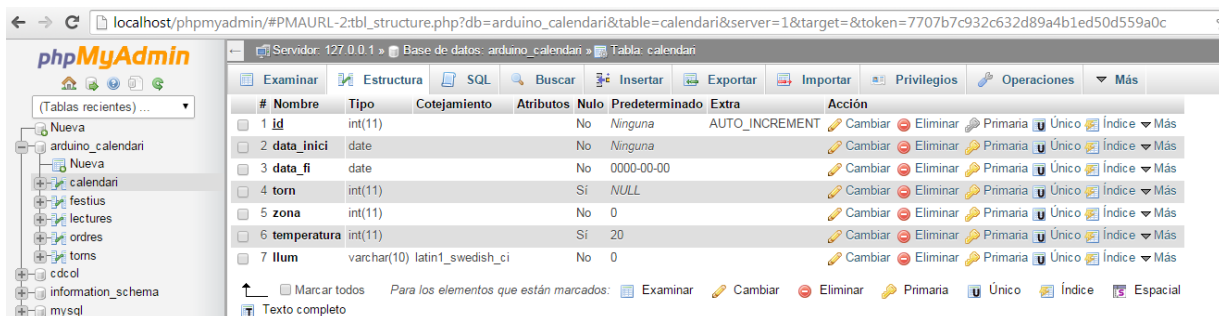 localhost/phpmyadmin/#PMAURL-2:tbl_structure.php?db=arduino_calendari&table=calendari&server=1&target=&token=7707b7c932c632d89a4b1ed50d559a0c
phpMyAdmin
(Tablas recientes) ...
Nueva
arduino_calendari
Nueva
calendari
festius
lectures
ordres
torns
cdcol
information_schema
mysql
Servidor: 127.0.0.1 » Base de datos: arduino_calendari » Tabla: calendari
Examinar Estructura SQL Buscar Insertar Exportar Importar Privilegios Operaciones Más
# Nombre Tipo Cotejamiento Atributos Nulo Predeterminado Extra Acción
1 id int(11) No Ninguna AUTO_INCREMENT Cambiar Eliminar Primaria Único Índice Más
2 data_inici date No Ninguna Cambiar Eliminar Primaria Único Índice Más
3 data_fi date No 0000-00-00 Cambiar Eliminar Primaria Único Índice Más
4 torn int(11) Sí NULL Cambiar Eliminar Primaria Único Índice Más
5 zona int(11) No 0 Cambiar Eliminar Primaria Único Índice Más
6 temperatura int(11) Sí 20 Cambiar Eliminar Primaria Único Índice Más
7 llum varchar(10) latin1_swedish_ci No 0 Cambiar Eliminar Primaria Único Índice Más
Marcar todos Para los elementos que están marcados: Examinar Cambiar Eliminar Primaria Único Índice Espacial
Texto completo